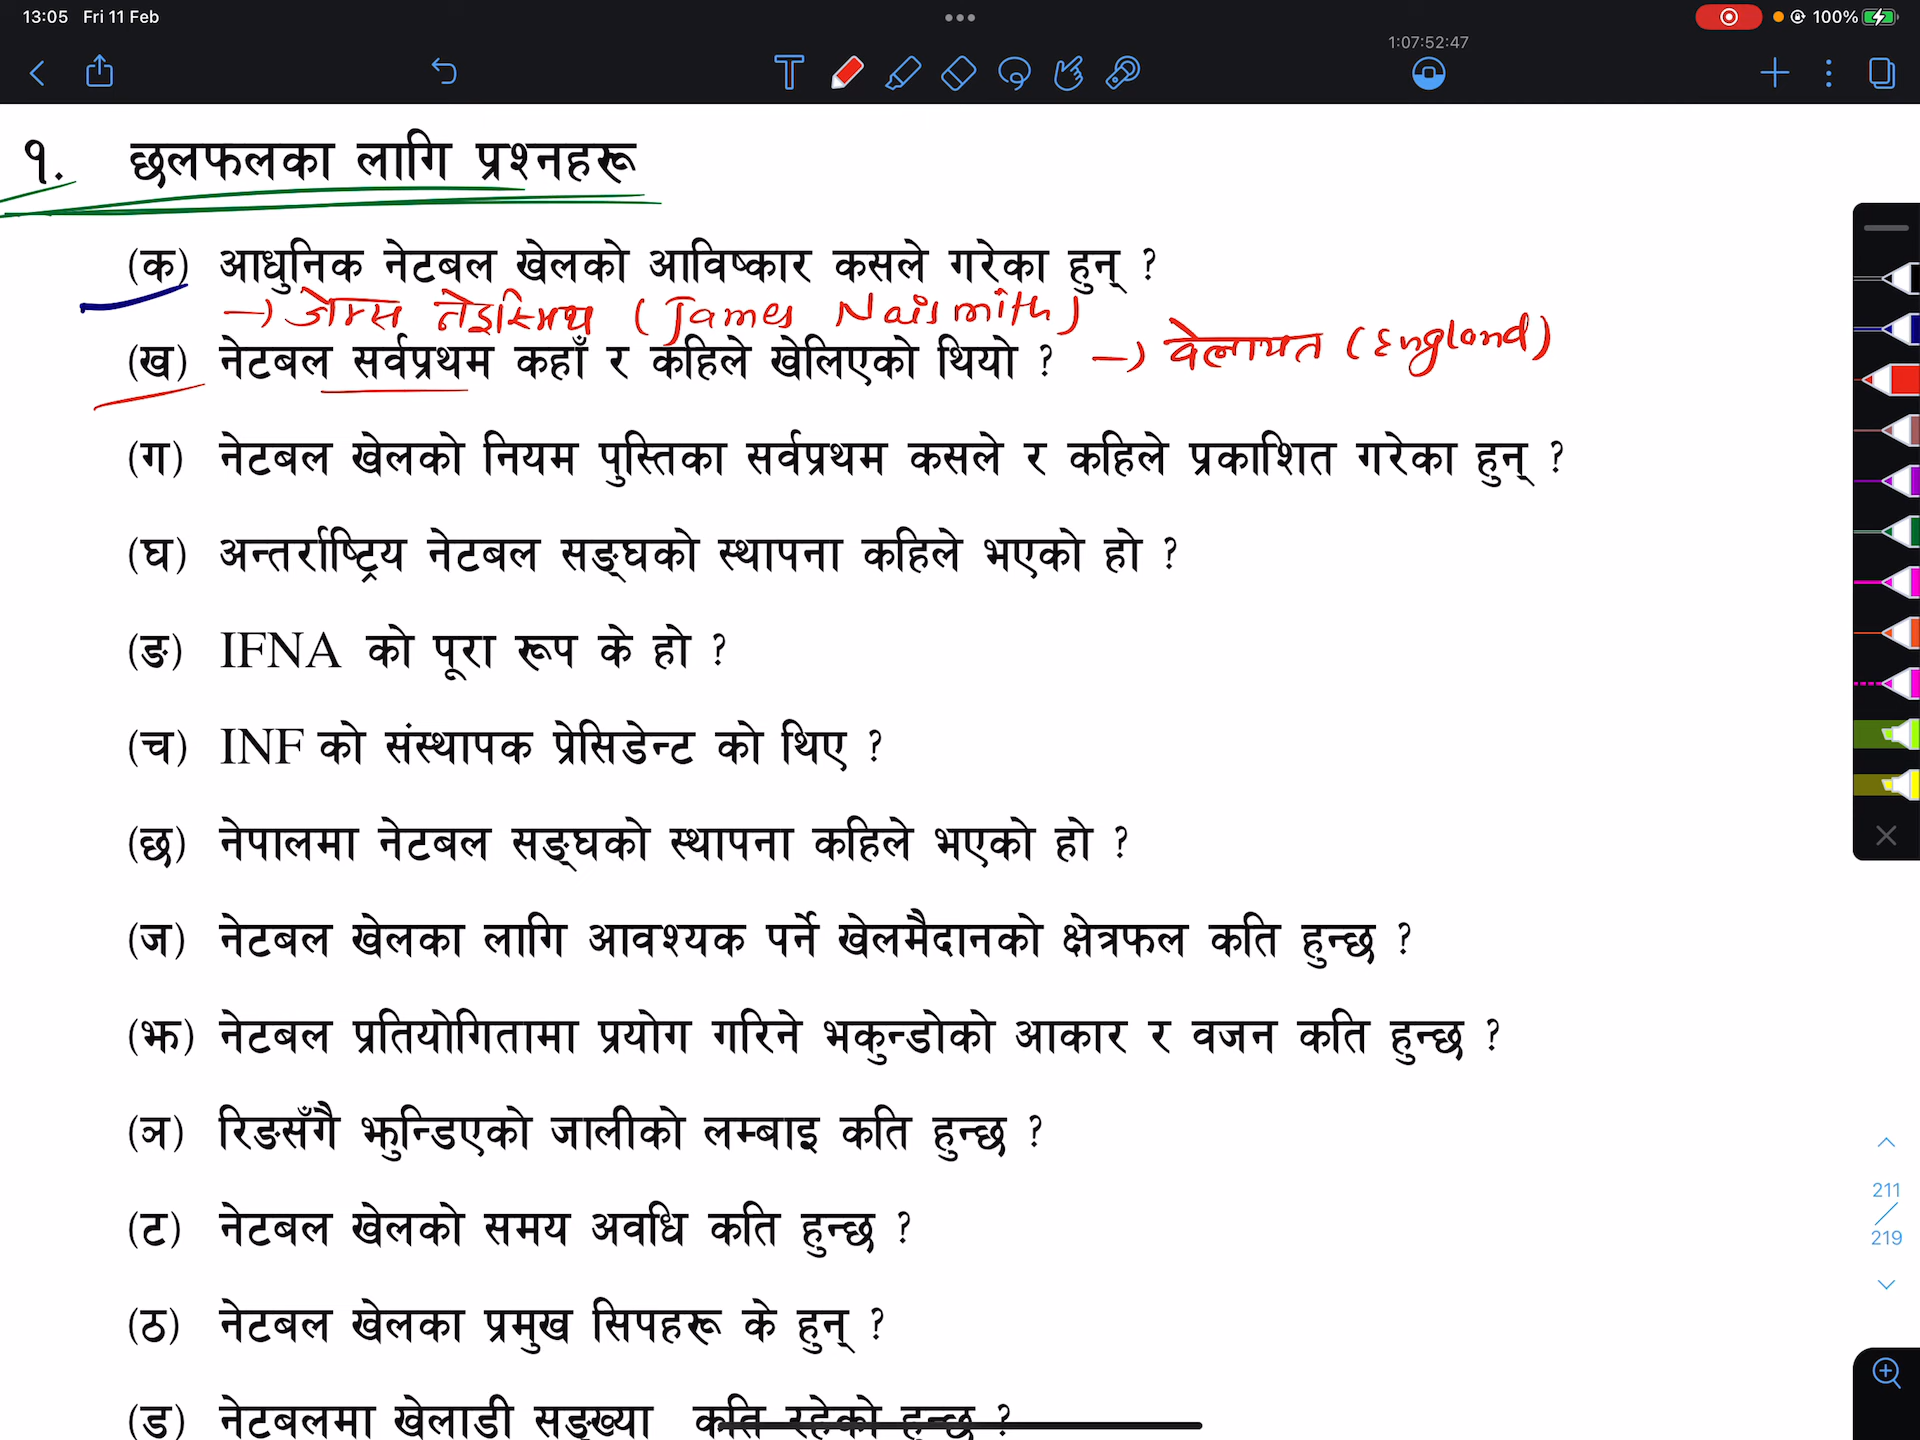 13:05 Fri 11 Feb
100%
1:07:52:47
१. छलफलका लागि प्रश्नहरू
(क) आधुनिक नेटबल खेलको आविष्कार कसले गरेका हुन् ?
→ जेम्स नेइस्मिथ (James Naismith)
(ख) नेटबल सर्वप्रथम कहाँ र कहिले खेलिएको थियो ? → वेलायत (England)
(ग) नेटबल खेलको नियम पुस्तिका सर्वप्रथम कसले र कहिले प्रकाशित गरेका हुन् ?
(घ) अन्तर्राष्ट्रिय नेटबल सङ्घको स्थापना कहिले भएको हो ?
(ङ) IFNA को पूरा रूप के हो ?
(च) INF को संस्थापक प्रेसिडेन्ट को थिए ?
(छ) नेपालमा नेटबल सङ्घको स्थापना कहिले भएको हो ?
(ज) नेटबल खेलका लागि आवश्यक पर्ने खेलमैदानको क्षेत्रफल कति हुन्छ ?
(झ) नेटबल प्रतियोगितामा प्रयोग गरिने भकुन्डोको आकार र वजन कति हुन्छ ?
(ञ) रिङसँगै झुन्डिएको जालीको लम्बाइ कति हुन्छ ?
(ट) नेटबल खेलको समय अवधि कति हुन्छ ?
(ठ) नेटबल खेलका प्रमुख सिपहरू के हुन् ?
(ड) नेटबलमा खेलाडी सङ्ख्या कति रहेको हुन्छ ?
211
/
219